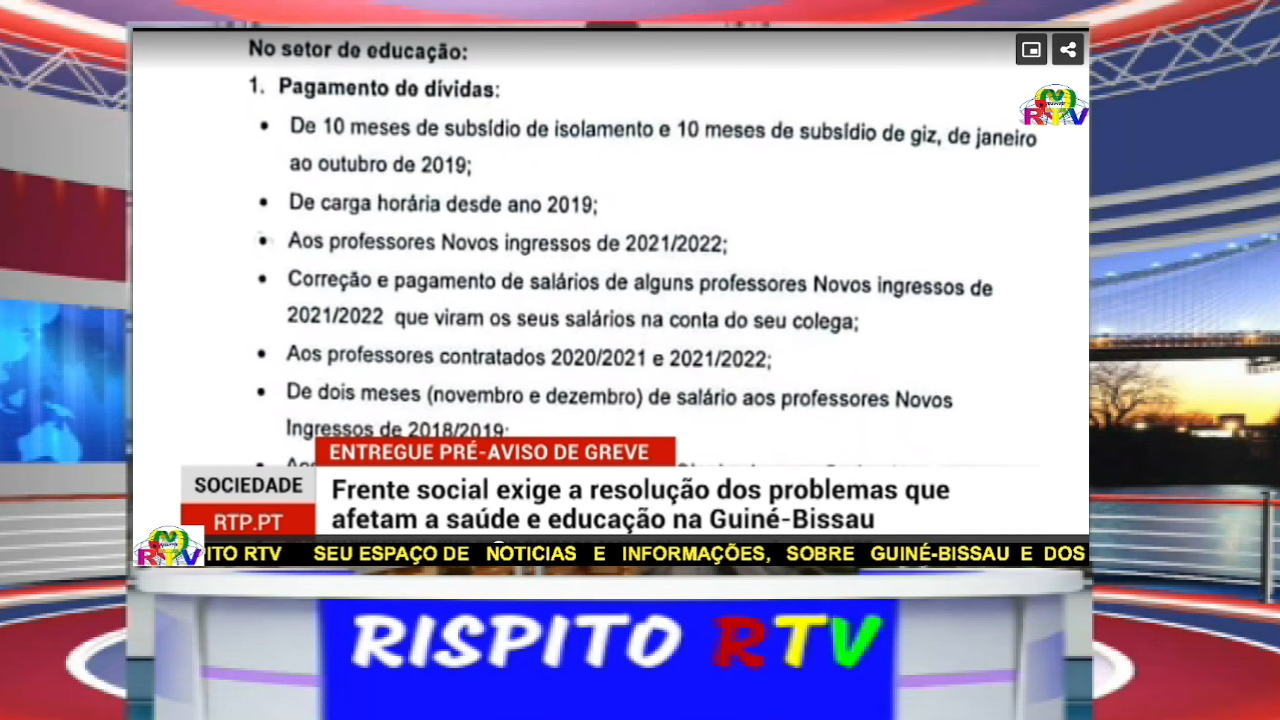 No setor de educação:
1. Pagamento de dívidas:
• De 10 meses de subsídio de isolamento e 10 meses de subsídio de giz, de janeiro
ao outubro de 2019;
• De carga horária desde ano 2019;
• Aos professores Novos ingressos de 2021/2022;
• Correção e pagamento de salários de alguns professores Novos ingressos de
2021/2022 que viram os seus salários na conta do seu colega;
• Aos professores contratados 2020/2021 e 2021/2022;
• De dois meses (novembro e dezembro) de salário aos professores Novos
Ingressos de 2018/2019;
RTV
ENTREGUE PRÉ-AVISO DE GREVE
SOCIEDADE
RTP.PT
Frente social exige a resolução dos problemas que
afetam a saúde e educação na Guiné-Bissau
RTV
ITO RTV SEU ESPAÇO DE NOTICIAS E INFORMAÇÕES, SOBRE GUINÉ-BISSAU E DOS
RISPITO RTV